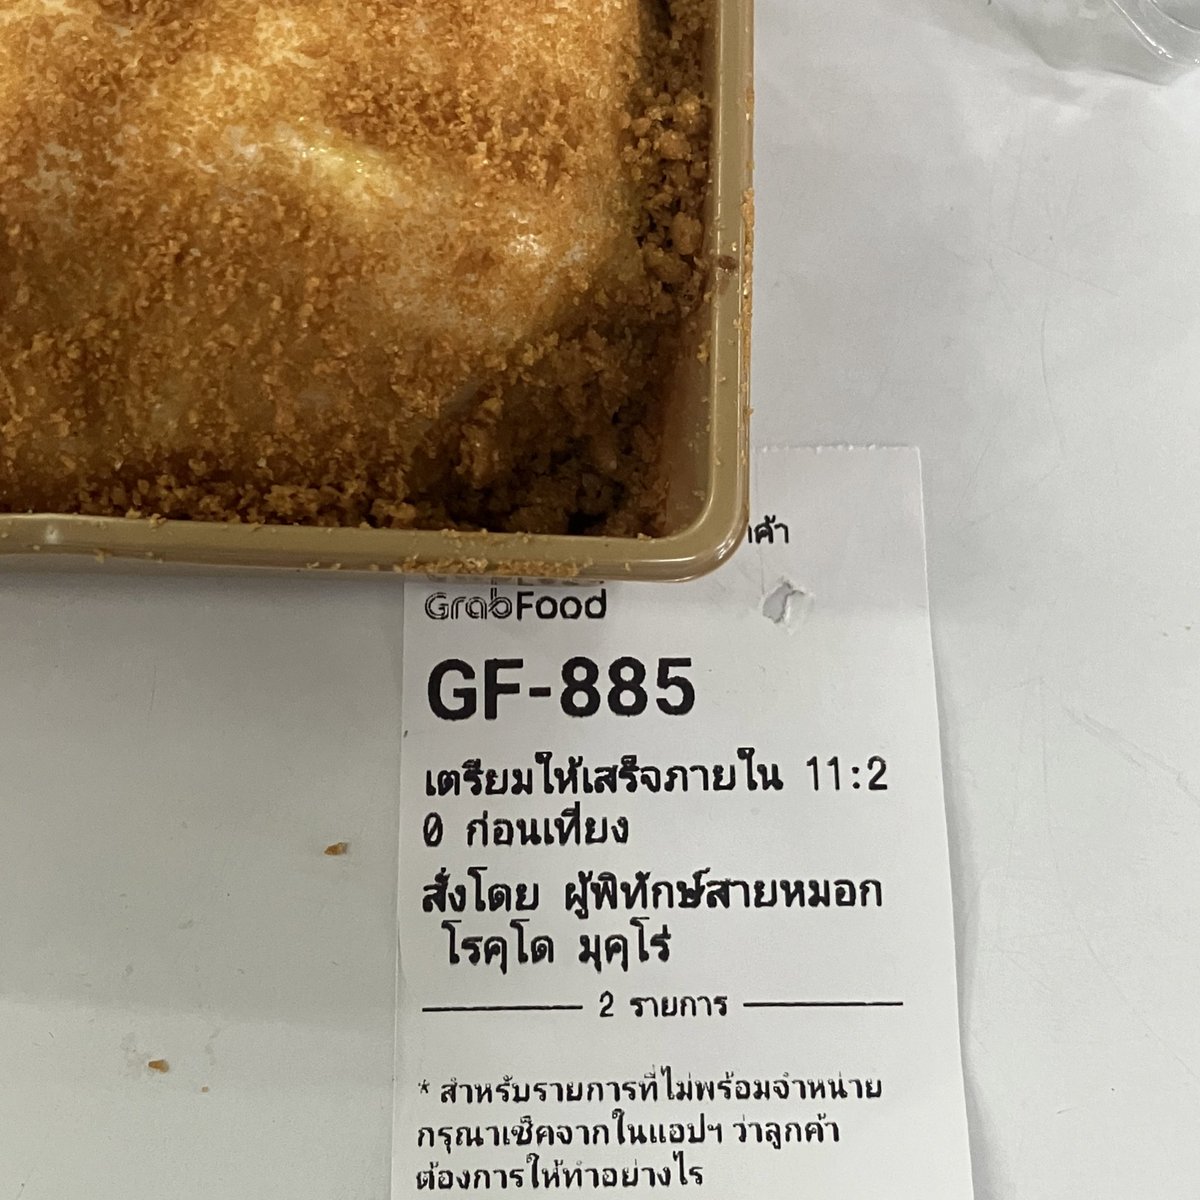 GrabFood
GF-885
เตรียมให้เสร็จภายใน 11:2
0 ก่อนเที่ยง
สั่งโดย ผู้พิทักษ์สายหมอก
โรคุโด มุคุโร่
2 รายการ
* สำหรับรายการที่ไม่พร้อมจำหน่าย
กรุณาเช็คจากในแอปฯ ว่าลูกค้า
ต้องการให้ทำอย่างไร